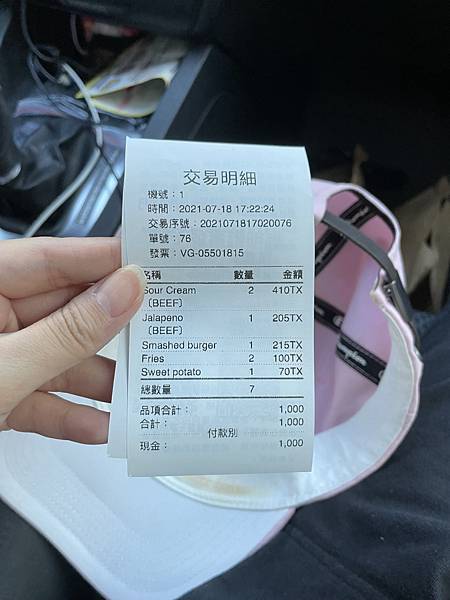 交易明細
機號：1
時間：2021-07-18 17:22:24
交易序號：2021071817020076
單號：76
發票：VG-05501815
名稱 數量 金額
Sour Cream 2 410TX
〔BEEF〕
Jalapeno 1 205TX
〔BEEF〕
Smashed burger 1 215TX
Fries 2 100TX
Sweet potato 1 70TX
總數量 7
品項合計： 1,000
合計： 1,000
付款別
現金： 1,000